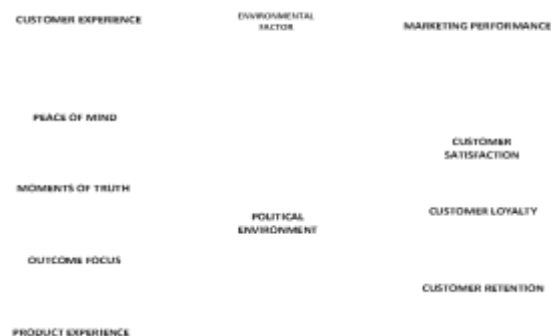 CUSTOMER EXPERIENCE
ENVIRONMENTAL
FACTOR
MARKETING PERFORMANCE
PEACE OF MIND
CUSTOMER
SATISFACTION
MOMENTS OF TRUTH
CUSTOMER LOYALTY
POLITICAL
ENVIRONMENT
OUTCOME FOCUS
CUSTOMER RETENTION
PRODUCT EXPERIENCE